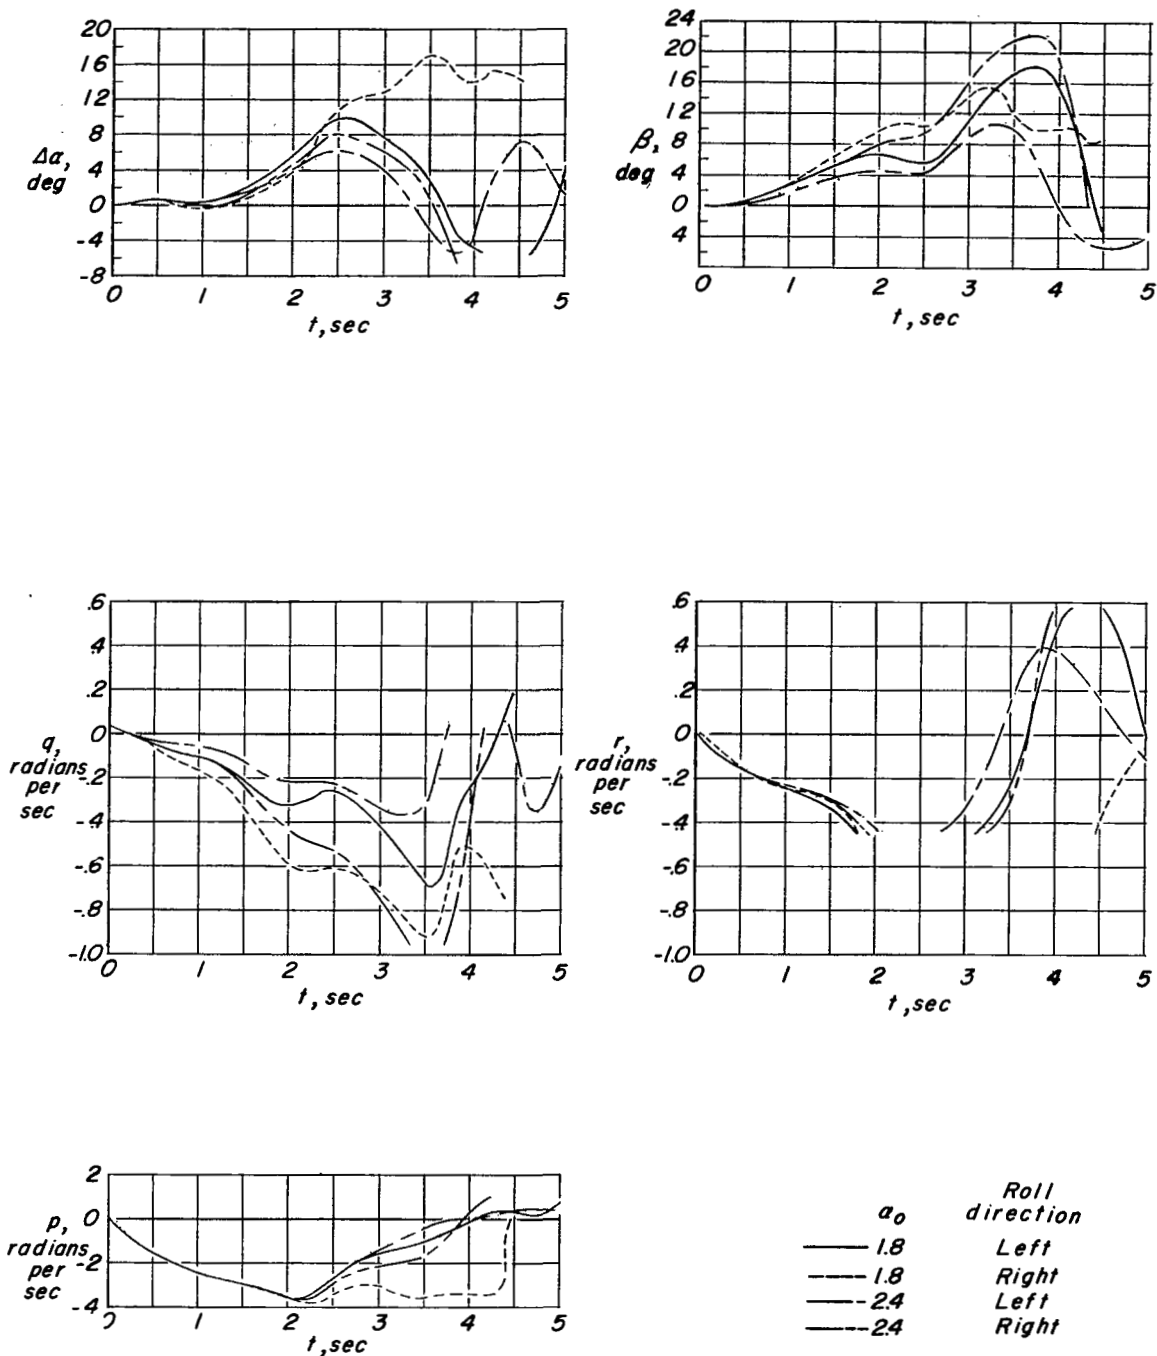 20
16
12
8
4
0
-4
-8
Δα,
deg
0 1 2 3 4 5
t, sec
24
20
16
12
8
4
0
4
β,
deg
0 1 2 3 4 5
t, sec
.6
.4
.2
0
-.2
-.4
-.6
-.8
-1.0
q,
radians
per
sec
0 1 2 3 4 5
t, sec
.6
.4
.2
0
-.2
-.4
-.6
-.8
-1.0
r,
radians
per
sec
0 1 2 3 4 5
t, sec
2
0
-2
-4
p,
radians
per
sec
0 1 2 3 4 5
t, sec
αo Roll direction
1.8 Left
1.8 Right
2.4 Left
2.4 Right